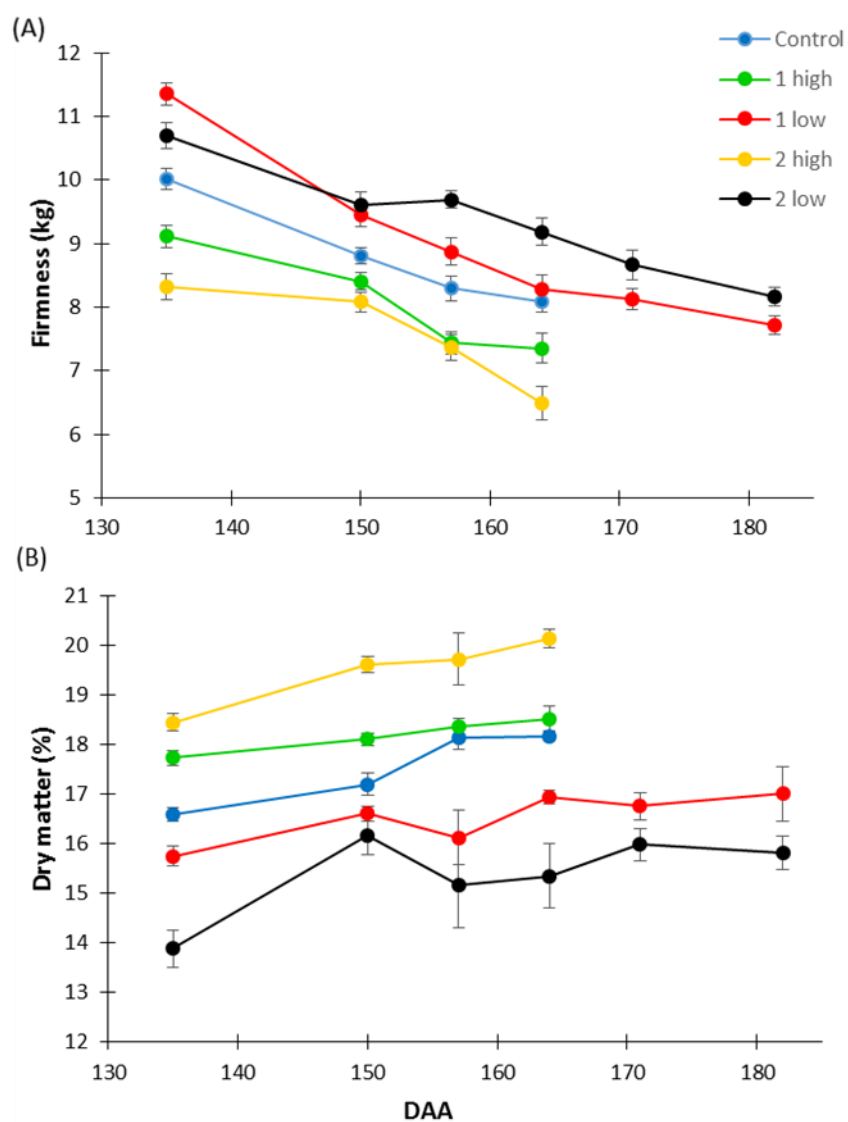 (A)
12
11
10
9
8
7
6
5
Firmness (kg)
130 140 150 160 170 180
Control
1 high
1 low
2 high
2 low
(B)
21
20
19
18
17
16
15
14
13
12
Dry matter (%)
130 140 150 160 170 180
DAA